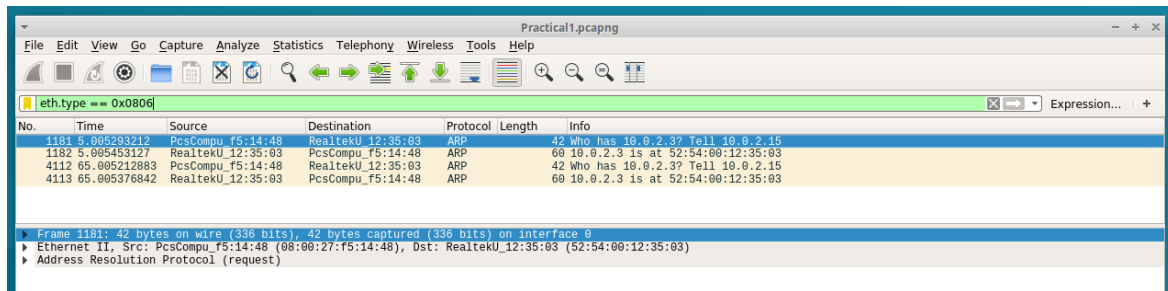 Practical1.pcapng
File Edit View Go Capture Analyze Statistics Telephony Wireless Tools Help
eth.type == 0x0806 Expression... +
No. Time Source Destination Protocol Length Info
1181 5.005293212 PcsCompu_f5:14:48 RealtekU_12:35:03 ARP 42 Who has 10.0.2.3? Tell 10.0.2.15
1182 5.005453127 RealtekU_12:35:03 PcsCompu_f5:14:48 ARP 60 10.0.2.3 is at 52:54:00:12:35:03
4112 65.005212883 PcsCompu_f5:14:48 RealtekU_12:35:03 ARP 42 Who has 10.0.2.3? Tell 10.0.2.15
4113 65.005376842 RealtekU_12:35:03 PcsCompu_f5:14:48 ARP 60 10.0.2.3 is at 52:54:00:12:35:03
Frame 1181: 42 bytes on wire (336 bits), 42 bytes captured (336 bits) on interface 0
Ethernet II, Src: PcsCompu_f5:14:48 (08:00:27:f5:14:48), Dst: RealtekU_12:35:03 (52:54:00:12:35:03)
Address Resolution Protocol (request)